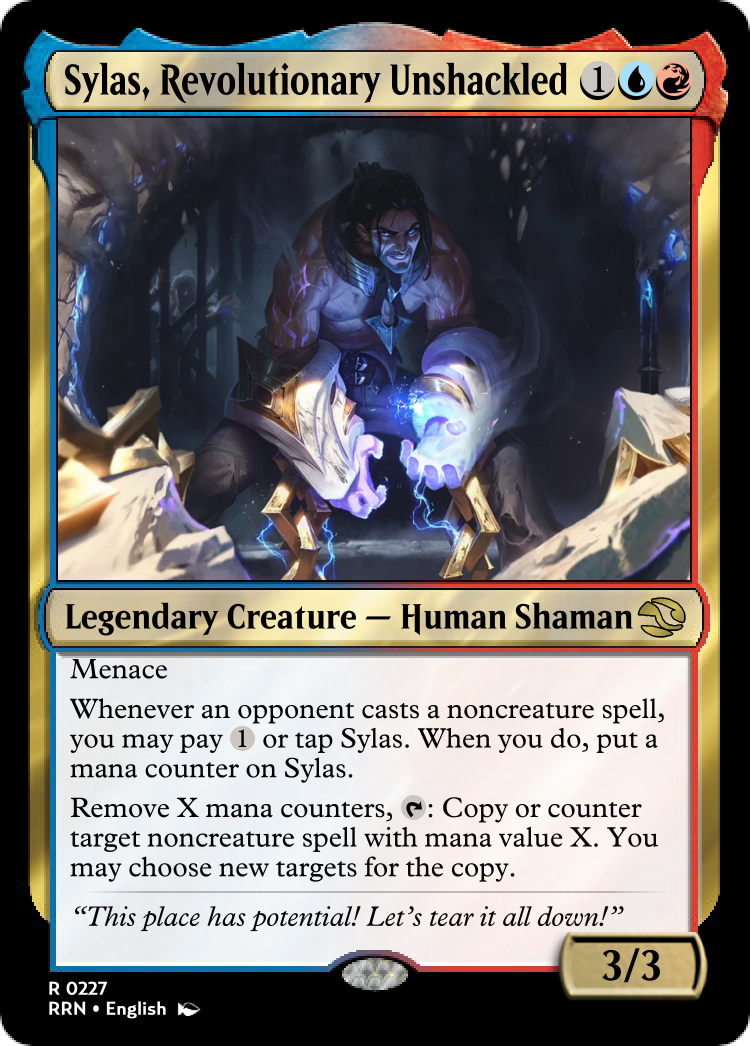 Sylas, Revolutionary Unshackled 1
Legendary Creature — Human Shaman
Menace
Whenever an opponent casts a noncreature spell,
you may pay 1 or tap Sylas. When you do, put a
mana counter on Sylas.
Remove X mana counters, : Copy or counter
target noncreature spell with mana value X. You
may choose new targets for the copy.
“This place has potential! Let’s tear it all down!”
3/3
R 0227
RRN • English